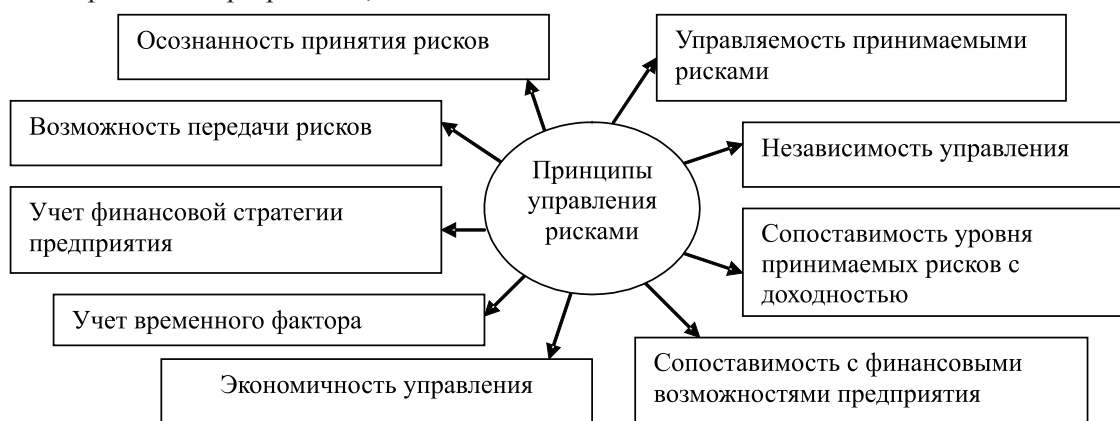 Осознанность принятия рисков
Управляемость принимаемыми
рисками
Возможность передачи рисков
Независимость управления
Принципы
управления
рисками
Учет финансовой стратегии
предприятия
Сопоставимость уровня
принимаемых рисков с
доходностью
Учет временного фактора
Сопоставимость с финансовыми
возможностями предприятия
Экономичность управления